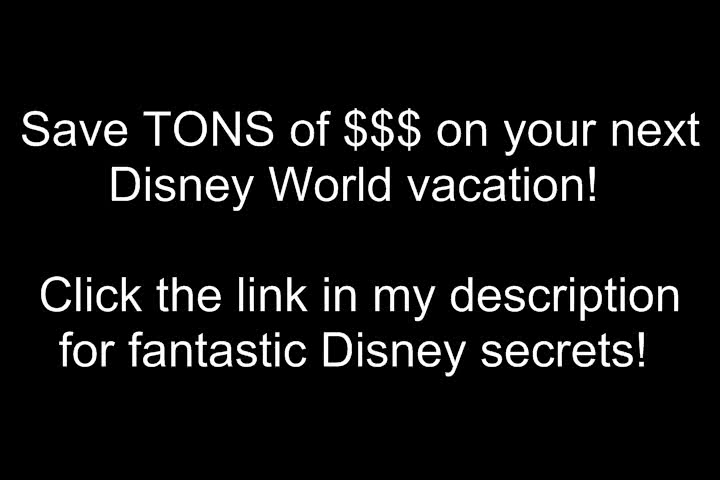 Save TONS of $$$ on your next
Disney World vacation!
Click the link in my description
for fantastic Disney secrets!